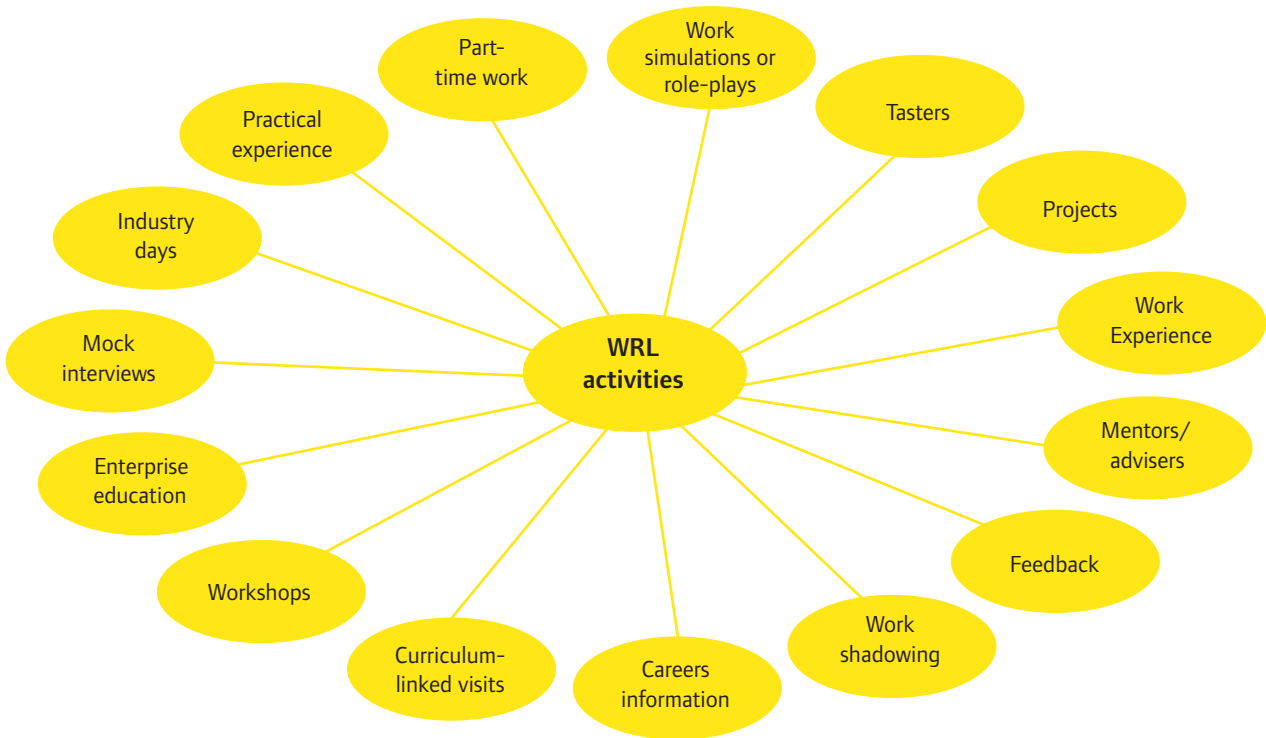 WRL
activities
Part-
time work
Work
simulations or
role-plays
Tasters
Projects
Work
Experience
Mentors/
advisers
Feedback
Work
shadowing
Careers
information
Curriculum-
linked visits
Workshops
Enterprise
education
Mock
interviews
Industry
days
Practical
experience